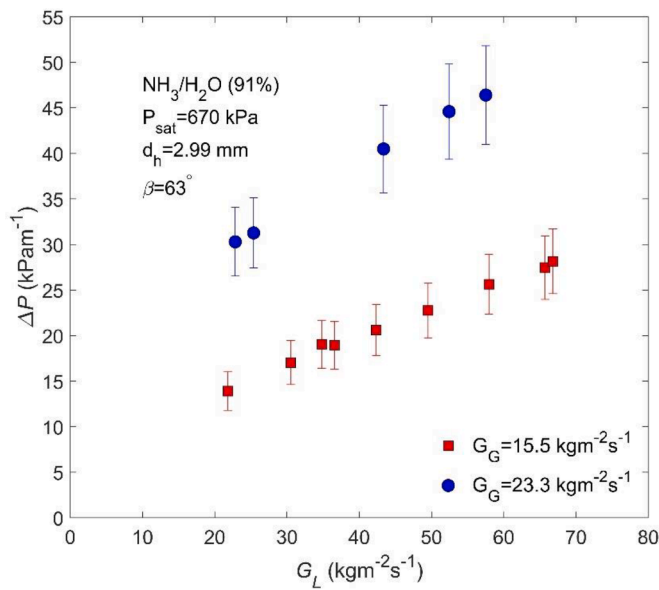 55
50
45
40
35
30
25
20
15
10
5
0
ΔP (kPam⁻¹)
NH₃/H₂O (91%)
P_sat=670 kPa
d_h=2.99 mm
β=63°
G_G=15.5 kgm⁻²s⁻¹
G_G=23.3 kgm⁻²s⁻¹
0 10 20 30 40 50 60 70 80
G_L (kgm⁻²s⁻¹)